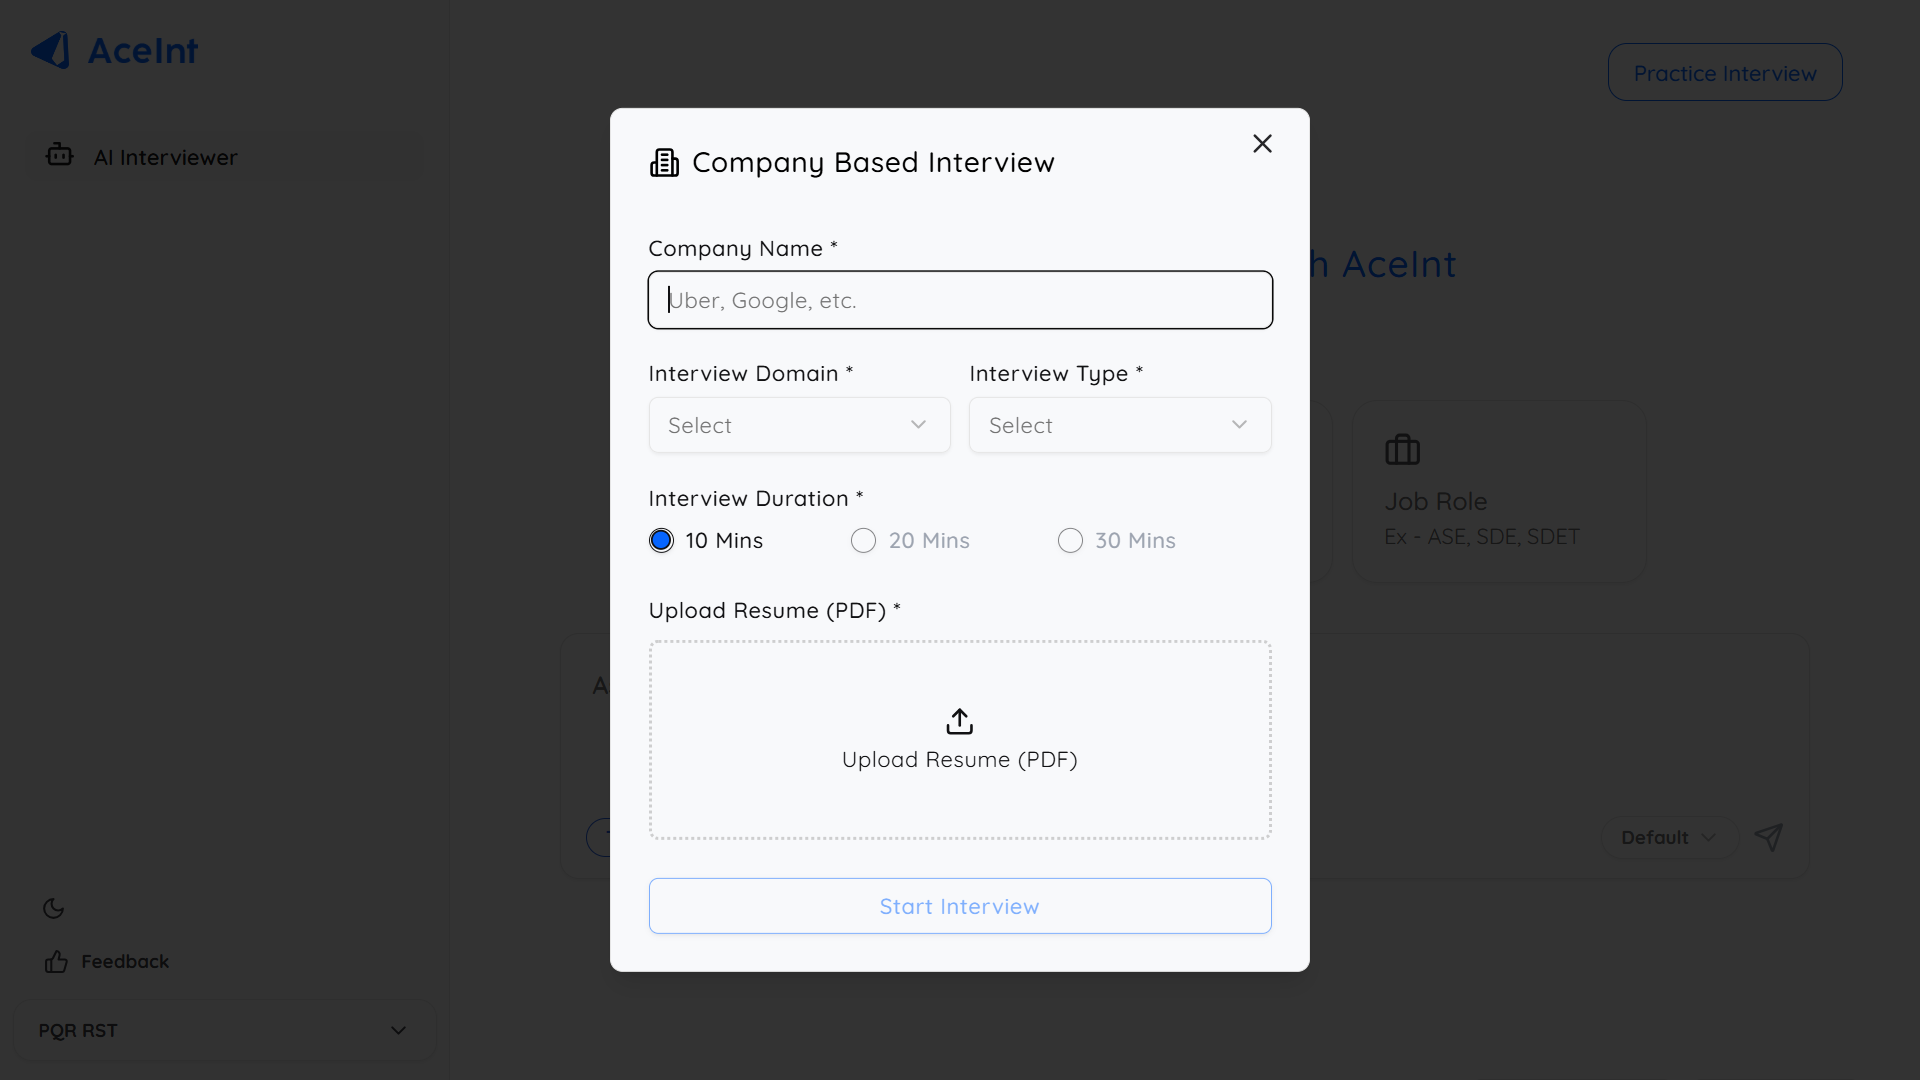 AceInt
Practice Interview
AI Interviewer
Company Based Interview
Company Name *
Uber, Google, etc.
h AceInt
Interview Domain *
Interview Type *
Select
Select
Interview Duration *
10 Mins
20 Mins
30 Mins
Job Role
Ex - ASE, SDE, SDET
Upload Resume (PDF) *
A
Upload Resume (PDF)
Default
Start Interview
Feedback
PQR RST